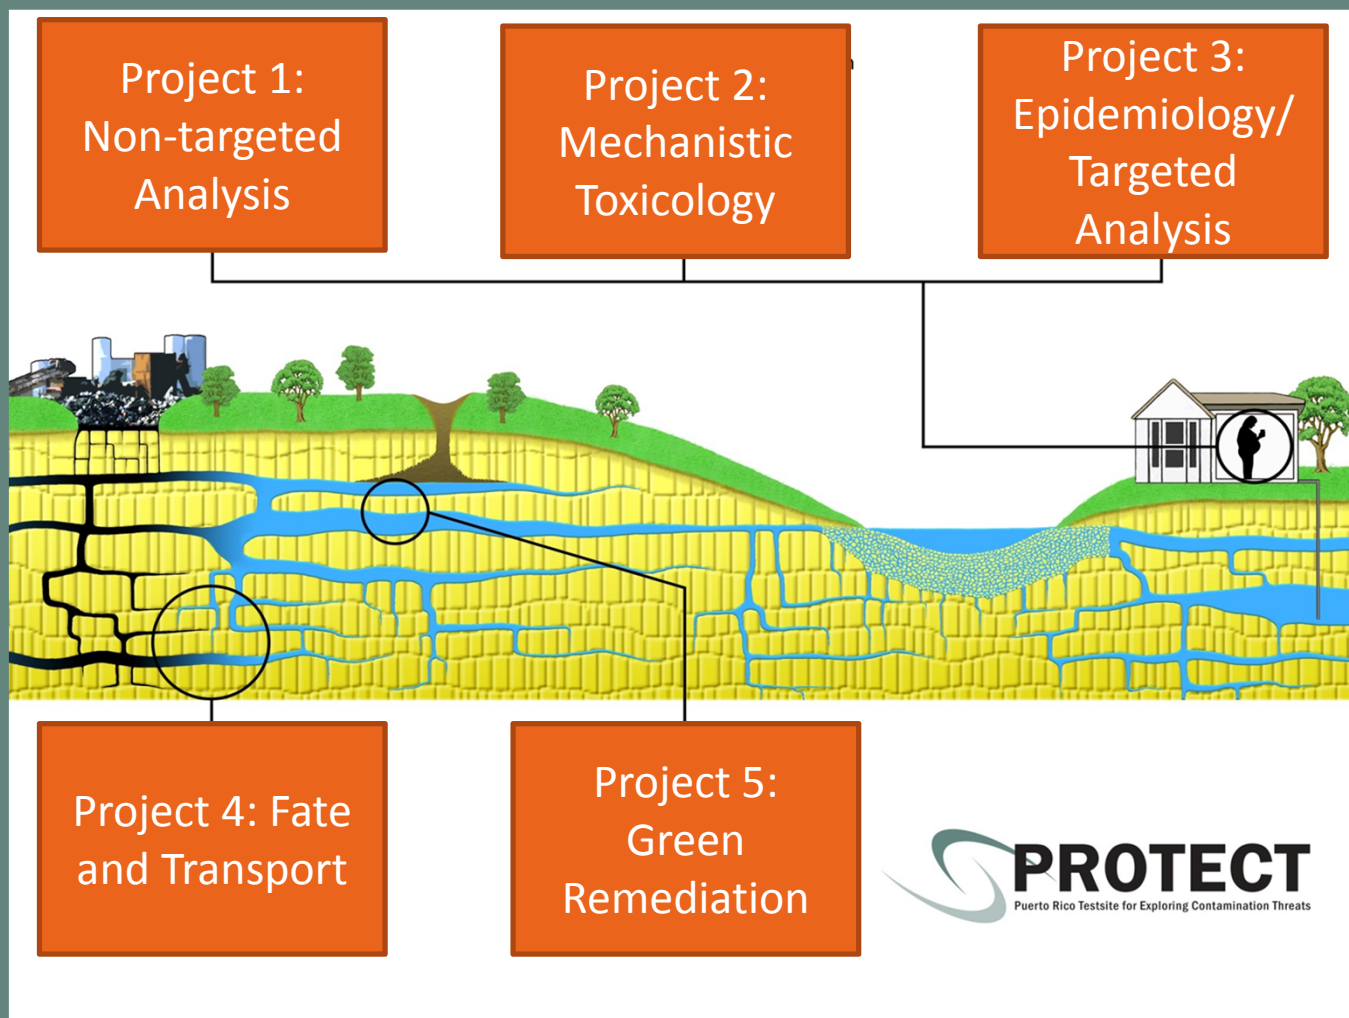 Project 1:
Non-targeted
Analysis
Project 2:
Mechanistic
Toxicology
Project 3:
Epidemiology/
Targeted
Analysis
Project 4: Fate
and Transport
Project 5:
Green
Remediation
PROTECT
Puerto Rico Testsite for Exploring Contamination Threats